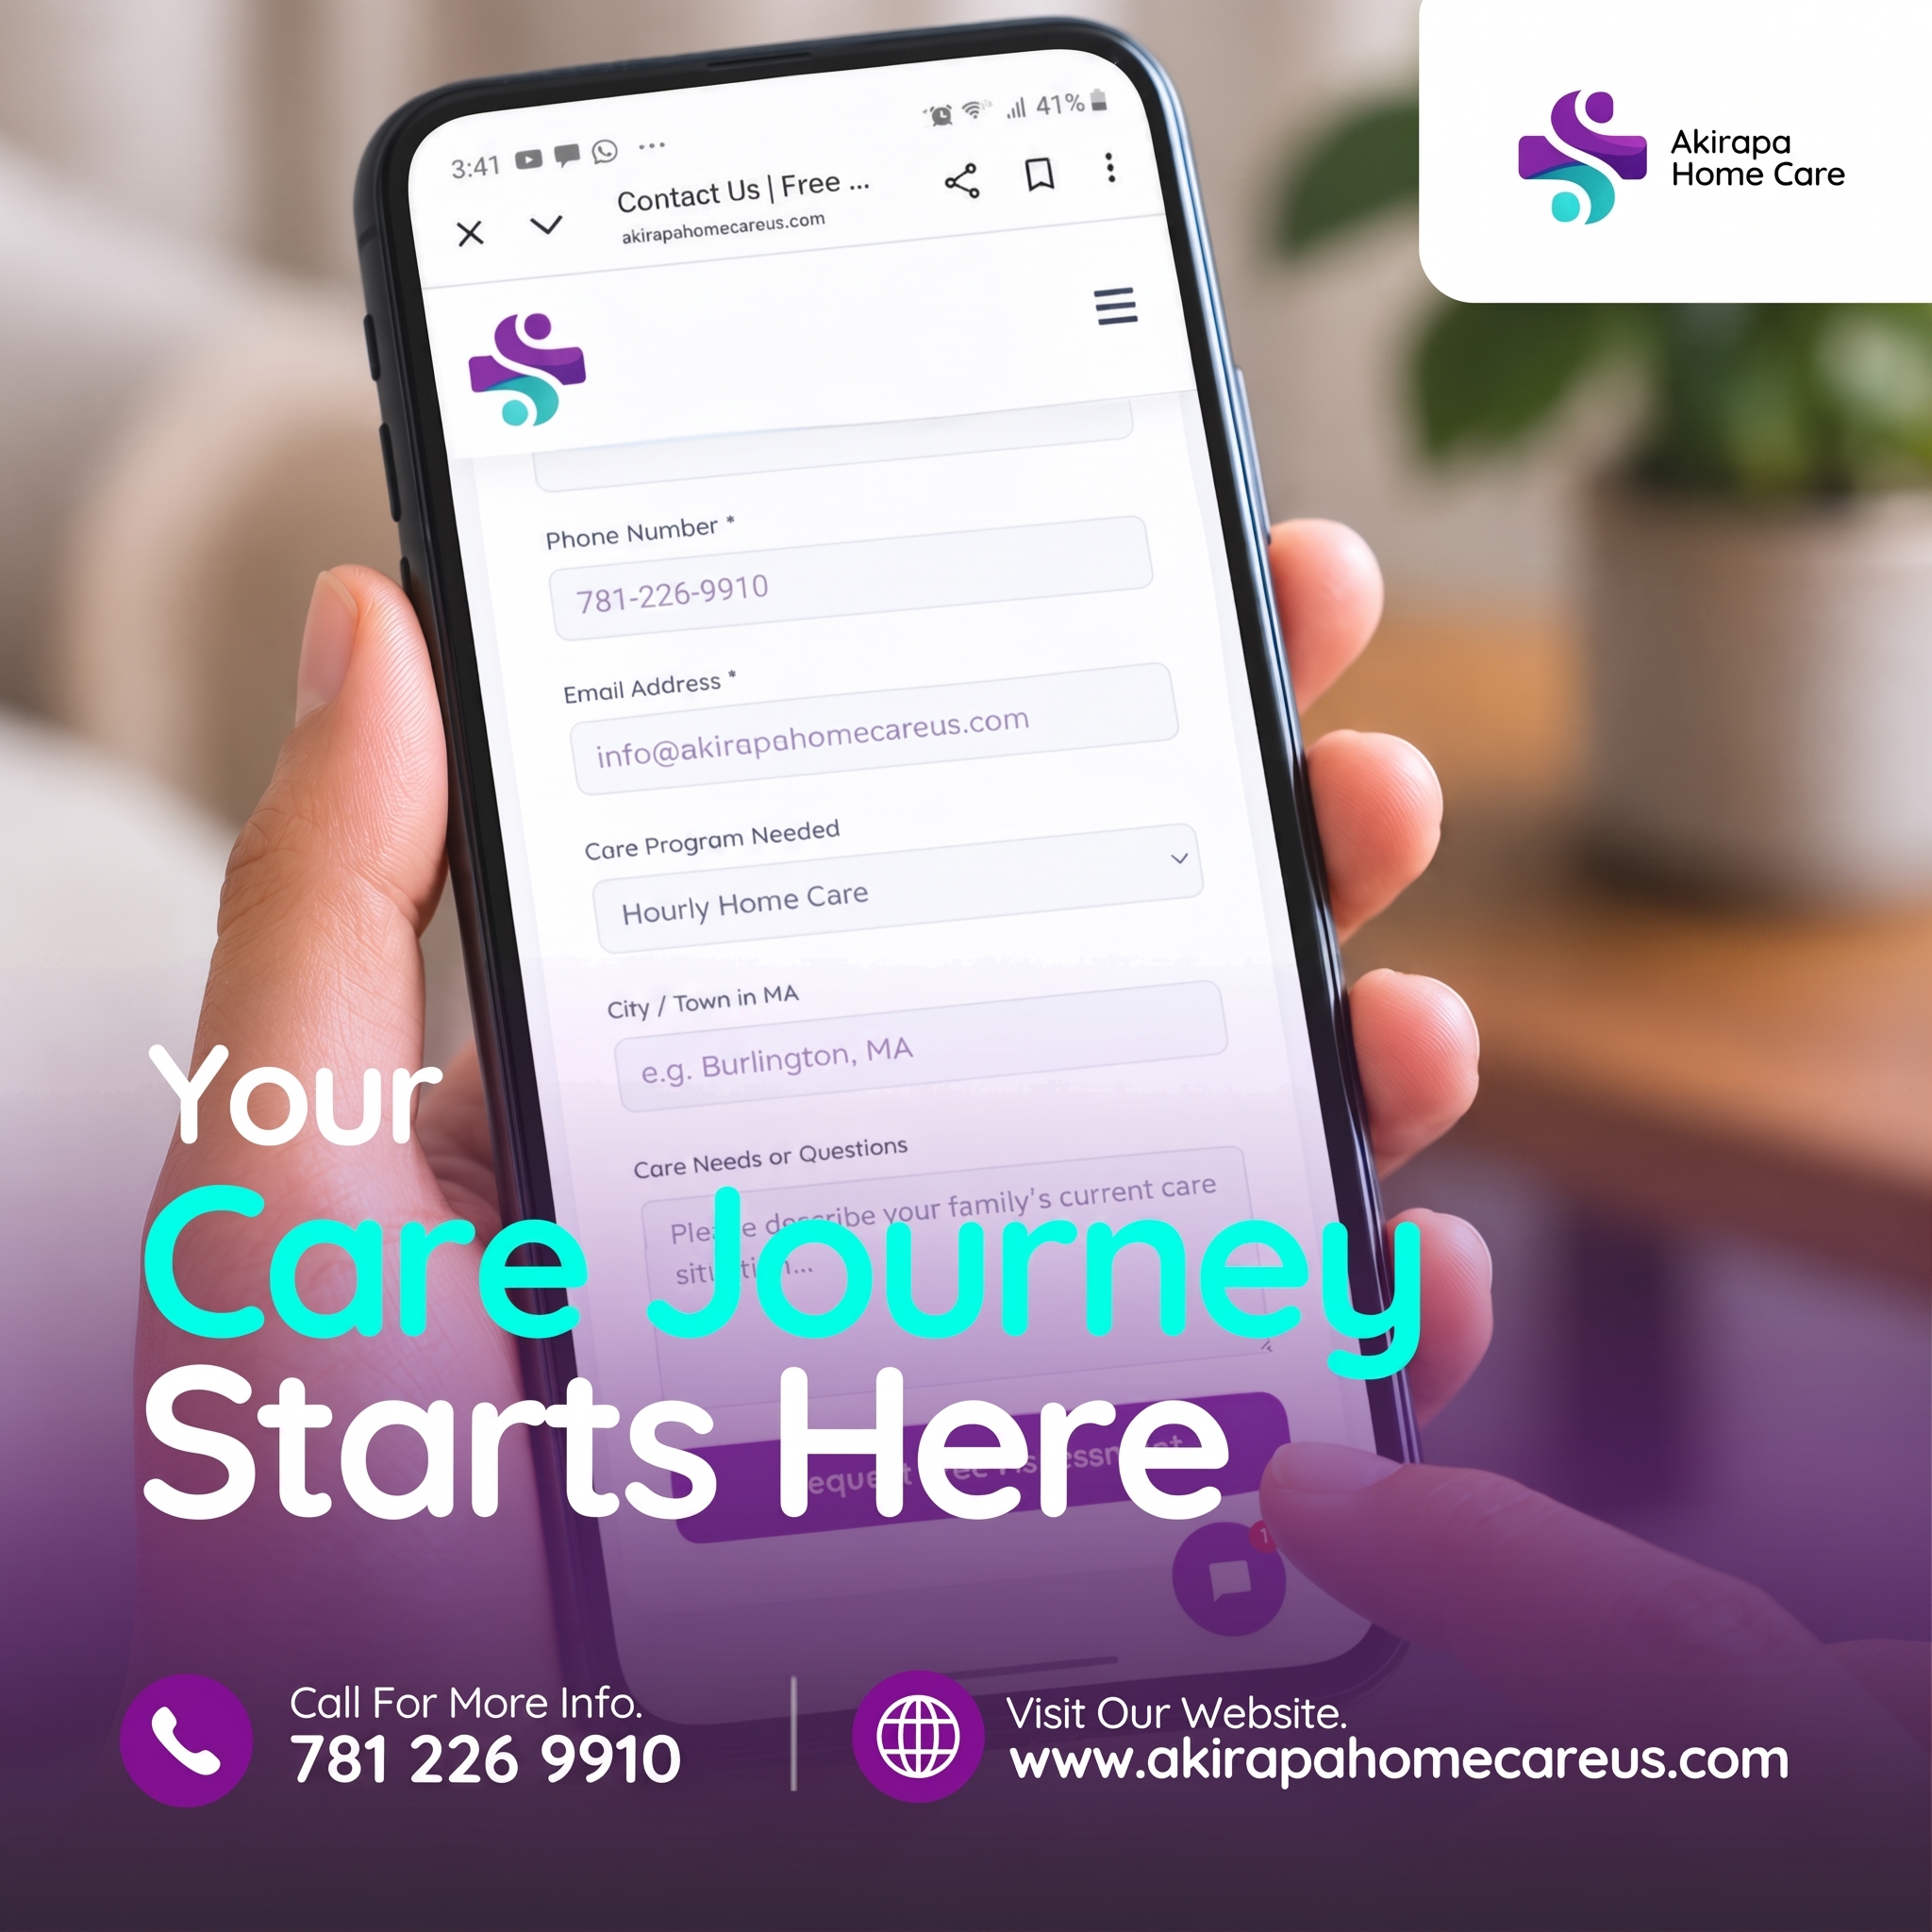 Akirapa
Home Care
3:41
41%
Contact Us | Free ...
akirapahomecareus.com
Phone Number *
781-226-9910
Email Address *
info@akirapahomecareus.com
Care Program Needed
Hourly Home Care
City / Town in MA
e.g. Burlington, MA
Care Needs or Questions
describe your family's current care
Your
Care Journey
Starts Here
1
Call For More Info.
781 226 9910
Visit Our Website.
www.akirapahomecareus.com